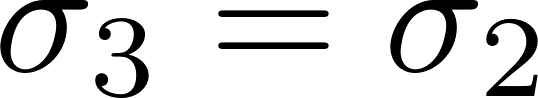 σ₃ = σ₂